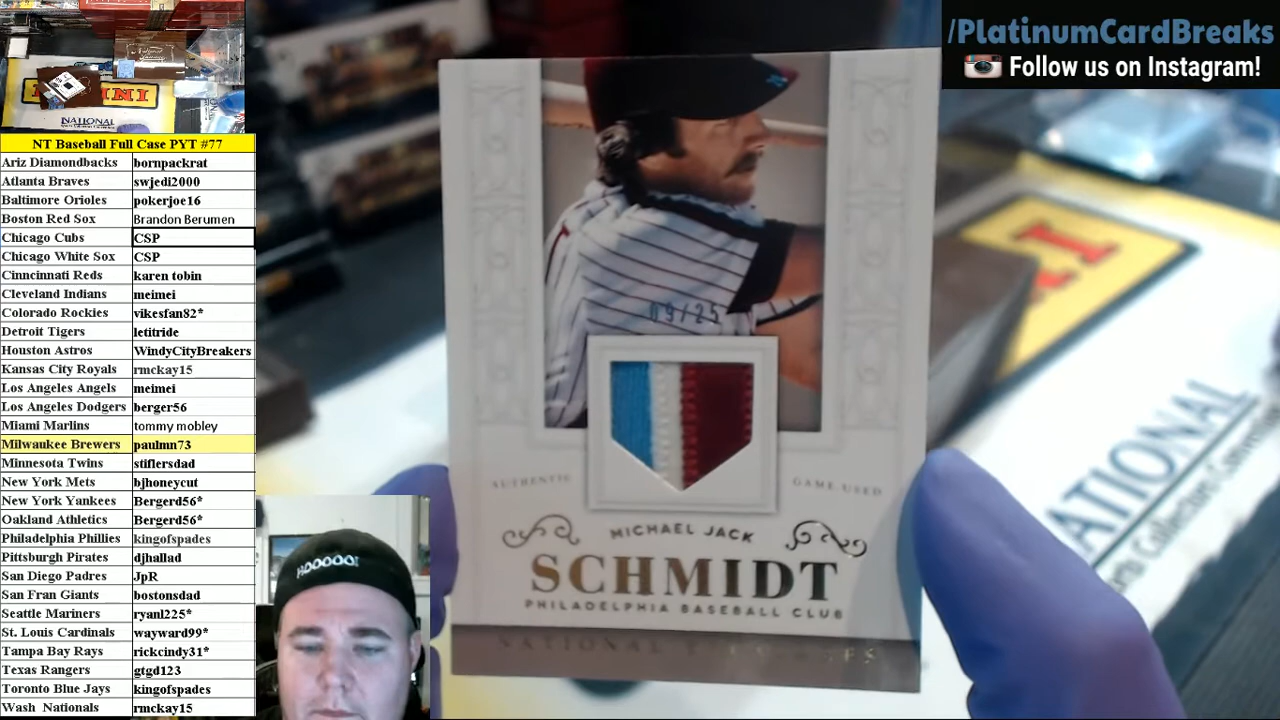 /PlatinumCardBreaks
Follow us on Instagram!
NATIONAL
NT Baseball Full Case PYT #77
Ariz Diamondbacks bornpackrat
Atlanta Braves swjedi2000
Baltimore Orioles pokerjoe16
Boston Red Sox Brandon Berumen
Chicago Cubs CSP
Chicago White Sox CSP
Cinncinnati Reds karen tobin
Cleveland Indians meimei
Colorado Rockies vikesfan82*
Detroit Tigers letitride
Houston Astros WindyCityBreakers
Kansas City Royals rmckay15
Los Angeles Angels meimei
Los Angeles Dodgers berger56
Miami Marlins tommy mobley
Milwaukee Brewers paulmn73
Minnesota Twins stiflersdad
New York Mets bjhoneycut
New York Yankees Bergerd56*
Oakland Athletics Bergerd56*
Philadelphia Phillies kingofspades
Pittsburgh Pirates djhallad
San Diego Padres JpR
San Fran Giants bostonsdad
Seattle Mariners ryanl225*
St. Louis Cardinals wayward99*
Tampa Bay Rays rickcindy31*
Texas Rangers gtgd123
Toronto Blue Jays kingofspades
Wash Nationals rmckay15
09/25
AUTHENTIC GAME-USED
MICHAEL JACK
SCHMIDT
PHILADELPHIA BASEBALL CLUB
NATIONAL
NATIONAL
HOOOOO!